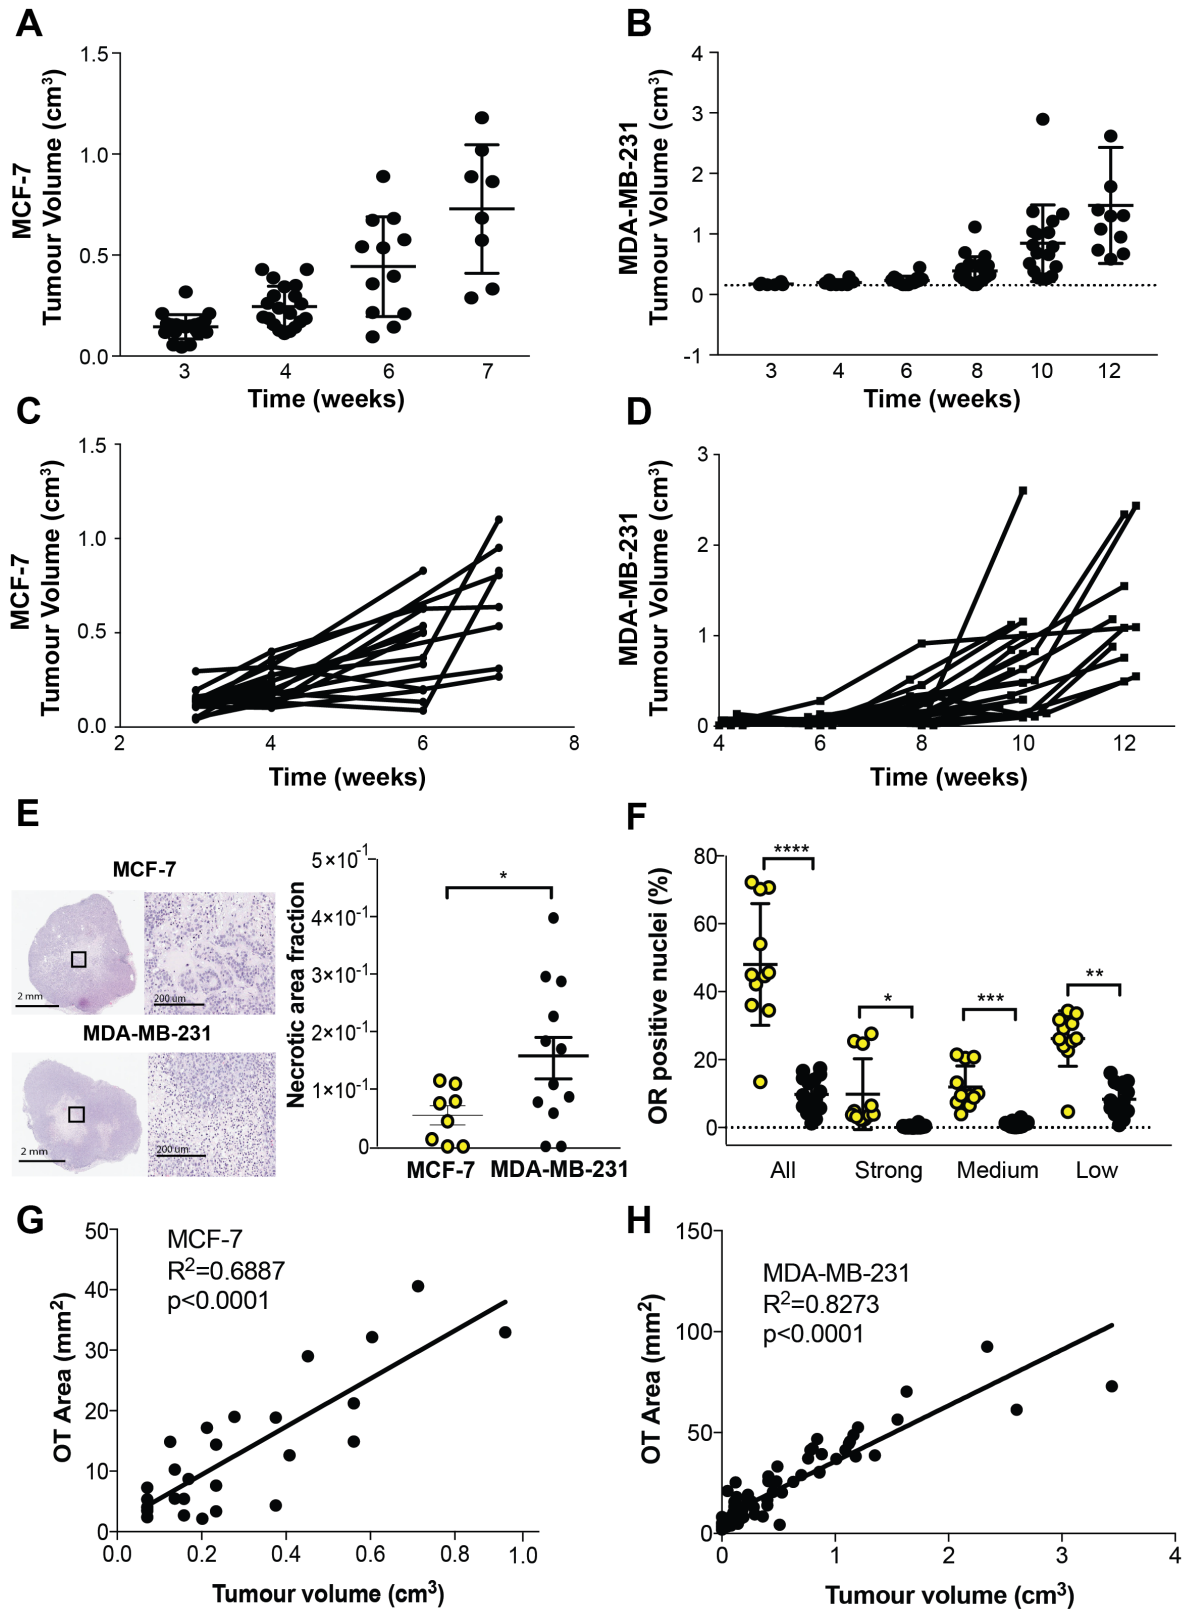 A
MCF-7
Tumour Volume (cm³)
1.5
1.0
0.5
0.0
3 4 6 7
Time (weeks)
B
MDA-MB-231
Tumour Volume (cm³)
4
3
2
1
0
-1
3 4 6 8 10 12
Time (weeks)
C
MCF-7
Tumour Volume (cm³)
1.5
1.0
0.5
0.0
2 4 6 8
Time (weeks)
D
MDA-MB-231
Tumour Volume (cm³)
3
2
1
0
4 6 8 10 12
Time (weeks)
E
MCF-7
2 mm
200 um
MDA-MB-231
2 mm
200 um
Necrotic area fraction
5×10⁻¹
4×10⁻¹
3×10⁻¹
2×10⁻¹
1×10⁻¹
0
*
MCF-7 MDA-MB-231
F
OR positive nuclei (%)
80
60
40
20
0
****
*
***
**
All Strong Medium Low
G
OT Area (mm²)
50
40
30
20
10
0
MCF-7
R²=0.6887
p<0.0001
0.0 0.2 0.4 0.6 0.8 1.0
Tumour volume (cm³)
H
OT Area (mm²)
150
100
50
0
MDA-MB-231
R²=0.8273
p<0.0001
0 1 2 3 4
Tumour volume (cm³)